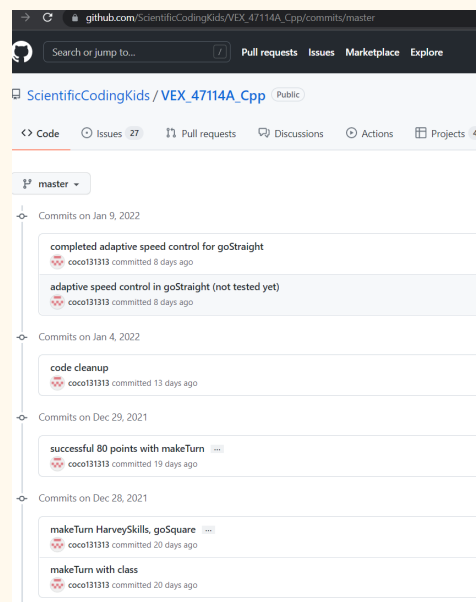 github.com/ScientificCodingKids/VEX_47114A_Cpp/commits/master
Search or jump to... / Pull requests Issues Marketplace Explore
ScientificCodingKids / VEX_47114A_Cpp Public
<> Code Issues 27 Pull requests Discussions Actions Projects 4
master
Commits on Jan 9, 2022
completed adaptive speed control for goStraight
coco131313 committed 8 days ago
adaptive speed control in goStraight (not tested yet)
coco131313 committed 8 days ago
Commits on Jan 4, 2022
code cleanup
coco131313 committed 13 days ago
Commits on Dec 29, 2021
successful 80 points with makeTurn ...
coco131313 committed 19 days ago
Commits on Dec 28, 2021
makeTurn HarveySkills, goSquare ...
coco131313 committed 20 days ago
makeTurn with class
coco131313 committed 20 days ago